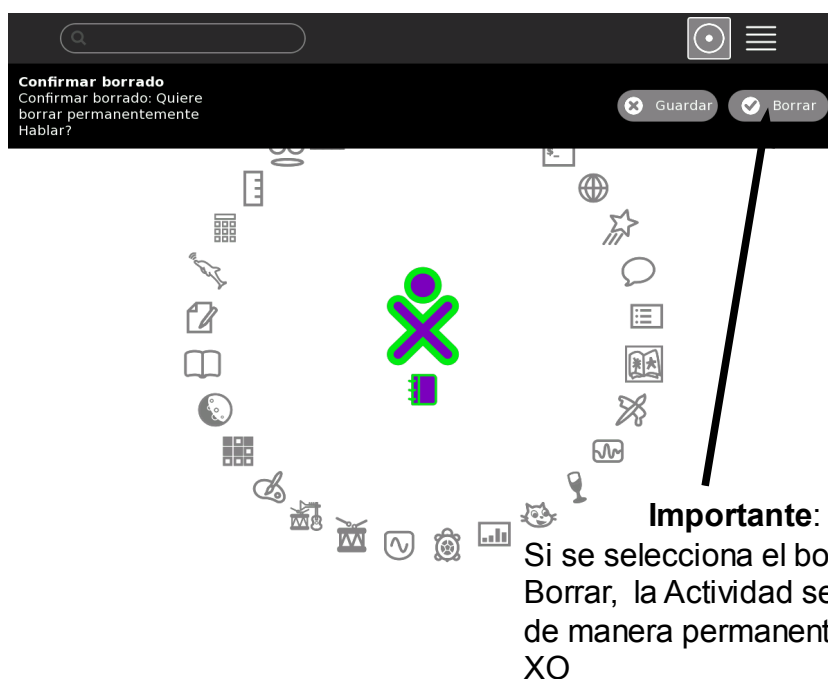 Confirmar borrado
Confirmar borrado: Quiere
borrar permanentemente
Hablar?
Guardar
Borrar
$_
Importante:
Si se selecciona el bo
Borrar, la Actividad se
de manera permanent
XO